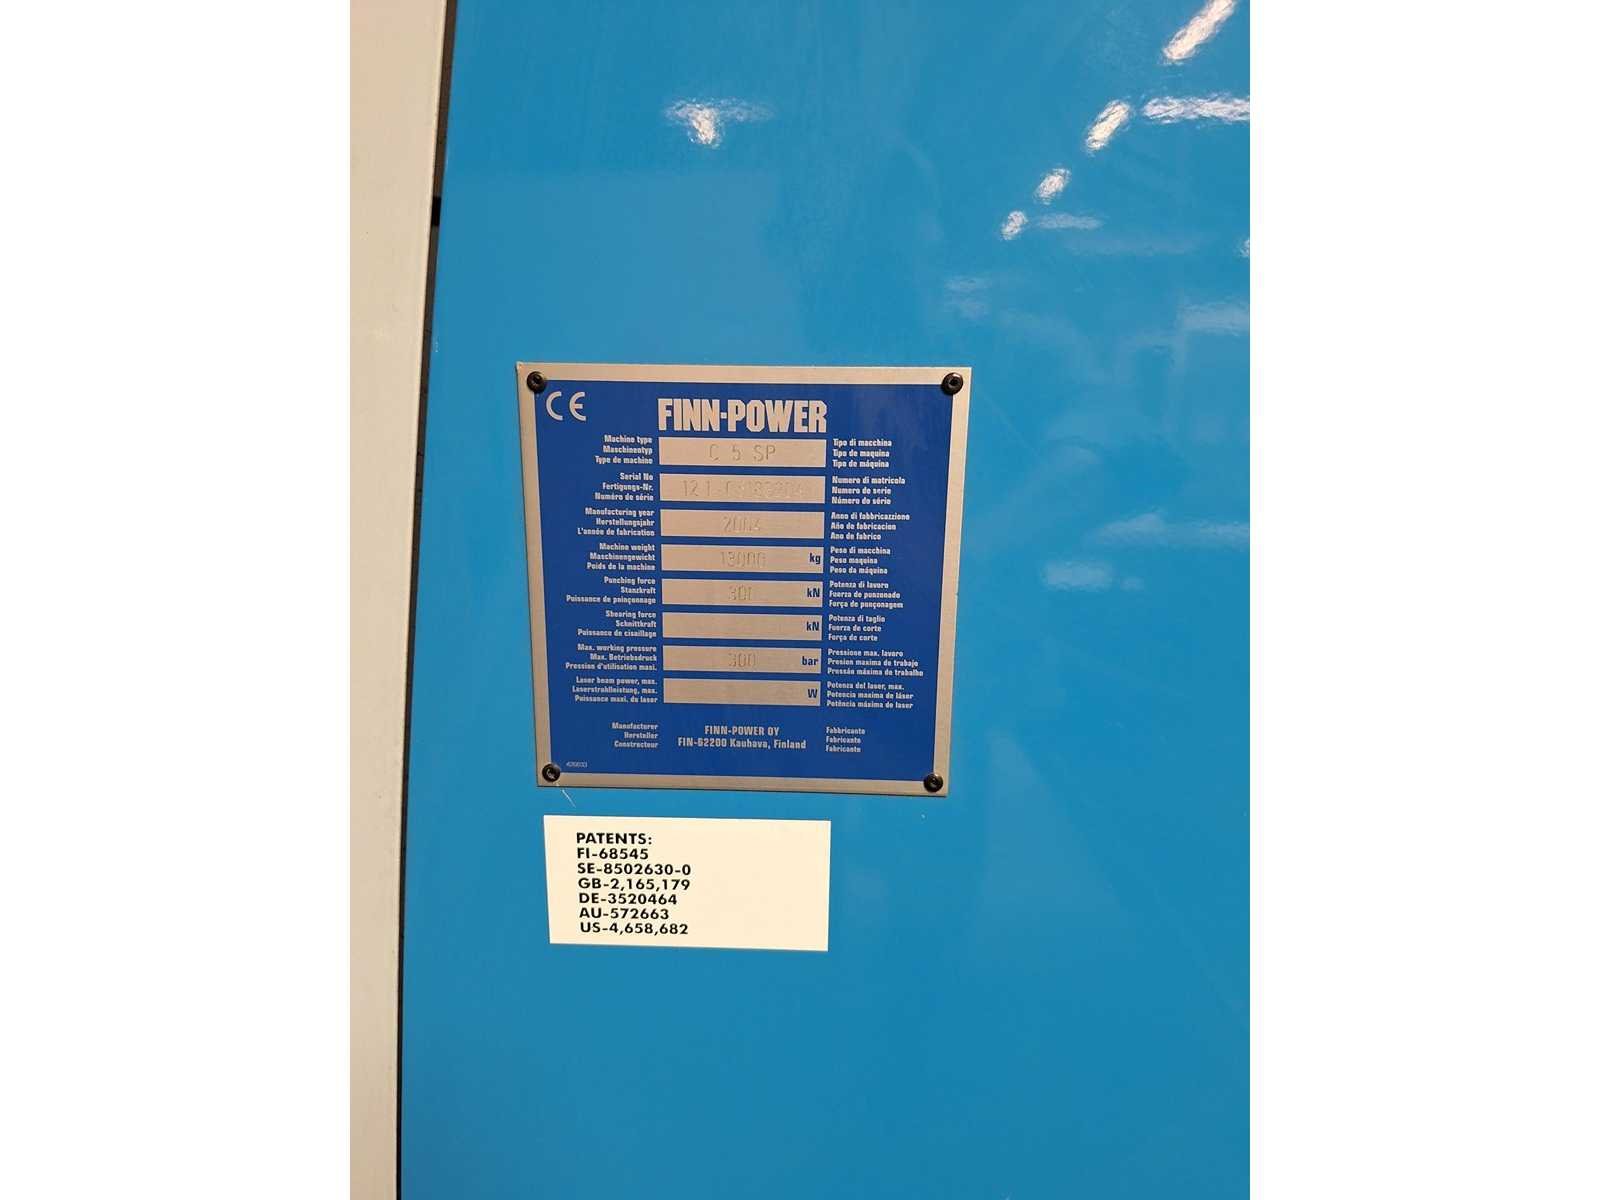 CE
FINN-POWER
Machine type
Maschinentyp
Type de machine
C 5 SP
Tipo di macchina
Tipo de maquina
Tipo de máquina
Serial No
Fertigungs-Nr.
Numéro de série
Numero di matricola
Numero de serie
Número de série
Manufacturing year
Herstellungsjahr
L'année de fabrication
2004
Anno di fabbricazzione
Año de fabricacion
Ano de fabrico
Machine weight
Maschinengewicht
Poids de la machine
13000 kg
Peso di macchina
Peso maquina
Peso da máquina
Punching force
Stanzkraft
Puissance de poinçonnage
300 kN
Potenza di lavoro
Fuerza de punzonado
Força de punçonagem
Shearing force
Schnittkraft
Puissance de cisaillage
kN
Potenza di taglio
Fuerza de corte
Força de corte
Max. working pressure
Max. Betriebsdruck
Pression d'utilisation maxi.
300 bar
Pressione max. lavoro
Presion maxima de trabajo
Pressão máxima de trabalho
Laser beam power, max.
Laserstrahlleistung, max.
Puissance maxi. de laser
W
Potenza del laser, max.
Potencia maxima de láser
Potência máxima de laser
Manufacturer
Hersteller
Constructeur
FINN-POWER OY
FIN-62200 Kauhava, Finland
Fabbricante
Fabricante
Fabricante
PATENTS:
FI-68545
SE-8502630-0
GB-2,165,179
DE-3520464
AU-572663
US-4,658,682